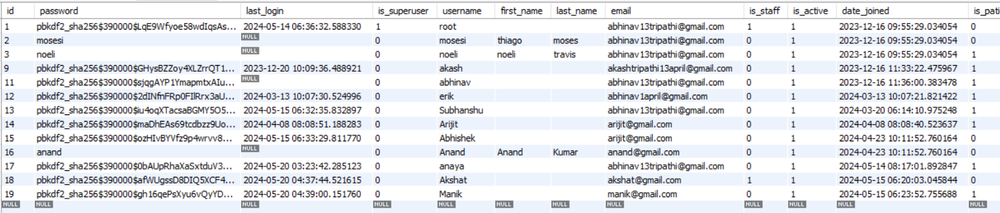 id password last_login is_superuser username first_name last_name email is_staff is_active date_joined is_pati
1 pbkdf2_sha256$390000$LqE9Wfyoe58wdIqsAs... 2024-05-14 06:36:32.588330 1 root abhinav13tripathi@gmail.com 1 1 2023-12-16 09:55:29.034054 0
2 mosesi NULL 0 mosesi thiago moses abhinav13tripathi@gmail.com 0 0 2023-12-16 09:55:29.034054 0
3 noeli NULL 0 noeli noeli travis abhinav13tripathi@gmail.com 0 0 2023-12-16 09:55:29.034054 1
9 pbkdf2_sha256$390000$GHysBZZoy4XLZrrQT1... 2023-12-20 10:09:36.488921 0 akash akashtripathi13april@gmail.com 0 1 2023-12-16 11:33:22.475967 1
11 pbkdf2_sha256$390000$sjqgAYP1YmapmtxAIu... NULL 0 abhinav abhinav13tripathi@gmail.com 0 1 2023-12-16 11:36:00.383478 1
12 pbkdf2_sha256$390000$2dINfnFRp0FIlRrx3aU... 2024-03-13 10:07:30.524996 0 erik abhinav1april@gmail.com 0 1 2024-03-13 10:07:21.821422 1
13 pbkdf2_sha256$390000$iu4oqXTacsaBGMY5O5... 2024-05-15 06:32:35.832897 0 Subhanshu abhinav13tripathi@gmail.com 0 1 2024-03-20 06:14:10.975248 1
14 pbkdf2_sha256$390000$maDhEAs69tcdbzz9Uo... 2024-04-08 08:08:51.188283 0 Arijit arijit@gmail.com 0 1 2024-04-08 08:08:40.523637 1
15 pbkdf2_sha256$390000$ozHIvBYVfz9p4wrvv8... 2024-05-15 06:33:29.811770 0 Abhishek arijit@gmail.com 0 1 2024-04-23 10:11:52.760164 0
16 anand NULL 0 Anand Anand Kumar anand@gmail.com 0 1 2024-04-23 10:11:52.760164 0
17 pbkdf2_sha256$390000$0bAUpRhaXaSxtduV3... 2024-05-20 03:23:42.285123 0 anaya abhinav13tripathi@gmail.com 0 1 2024-05-14 08:17:01.892847 1
18 pbkdf2_sha256$390000$afWUgssD8DIQ5XCF4... 2024-05-20 04:37:44.521615 0 Akshat akshat@gmail.com 1 1 2024-05-15 06:20:03.045844 0
19 pbkdf2_sha256$390000$gh16qePsXyu6vQyYD... 2024-05-20 04:39:00.151760 0 Manik manik@gmail.com 0 1 2024-05-15 06:23:52.755688 1
NULL NULL NULL NULL NULL NULL NULL NULL NULL NULL NULL NULL